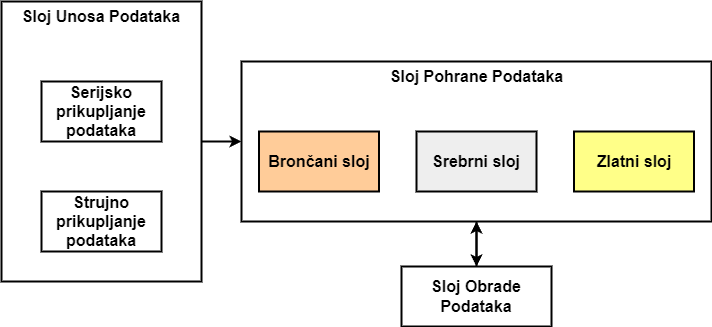 Sloj Unosa Podataka
Serijsko
prikupljanje
podataka
Strujno
prikupljanje
podataka
Sloj Pohrane Podataka
Brončani sloj
Srebrni sloj
Zlatni sloj
Sloj Obrade
Podataka